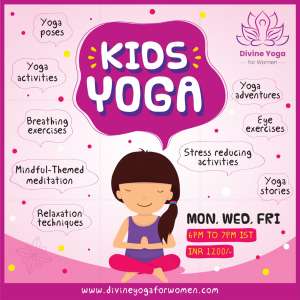 Divine Yoga
for Women
KIDS
YOGA
Yoga
poses
Yoga
activities
Breathing
exercises
Mindful-Themed
meditation
Relaxation
techniques
Yoga
adventures
Eye
exercises
Stress reducing
activities
Yoga
stories
MON. WED. FRI
6PM TO 7PM IST
INR 1200/-
www.divineyogaforwomen.com